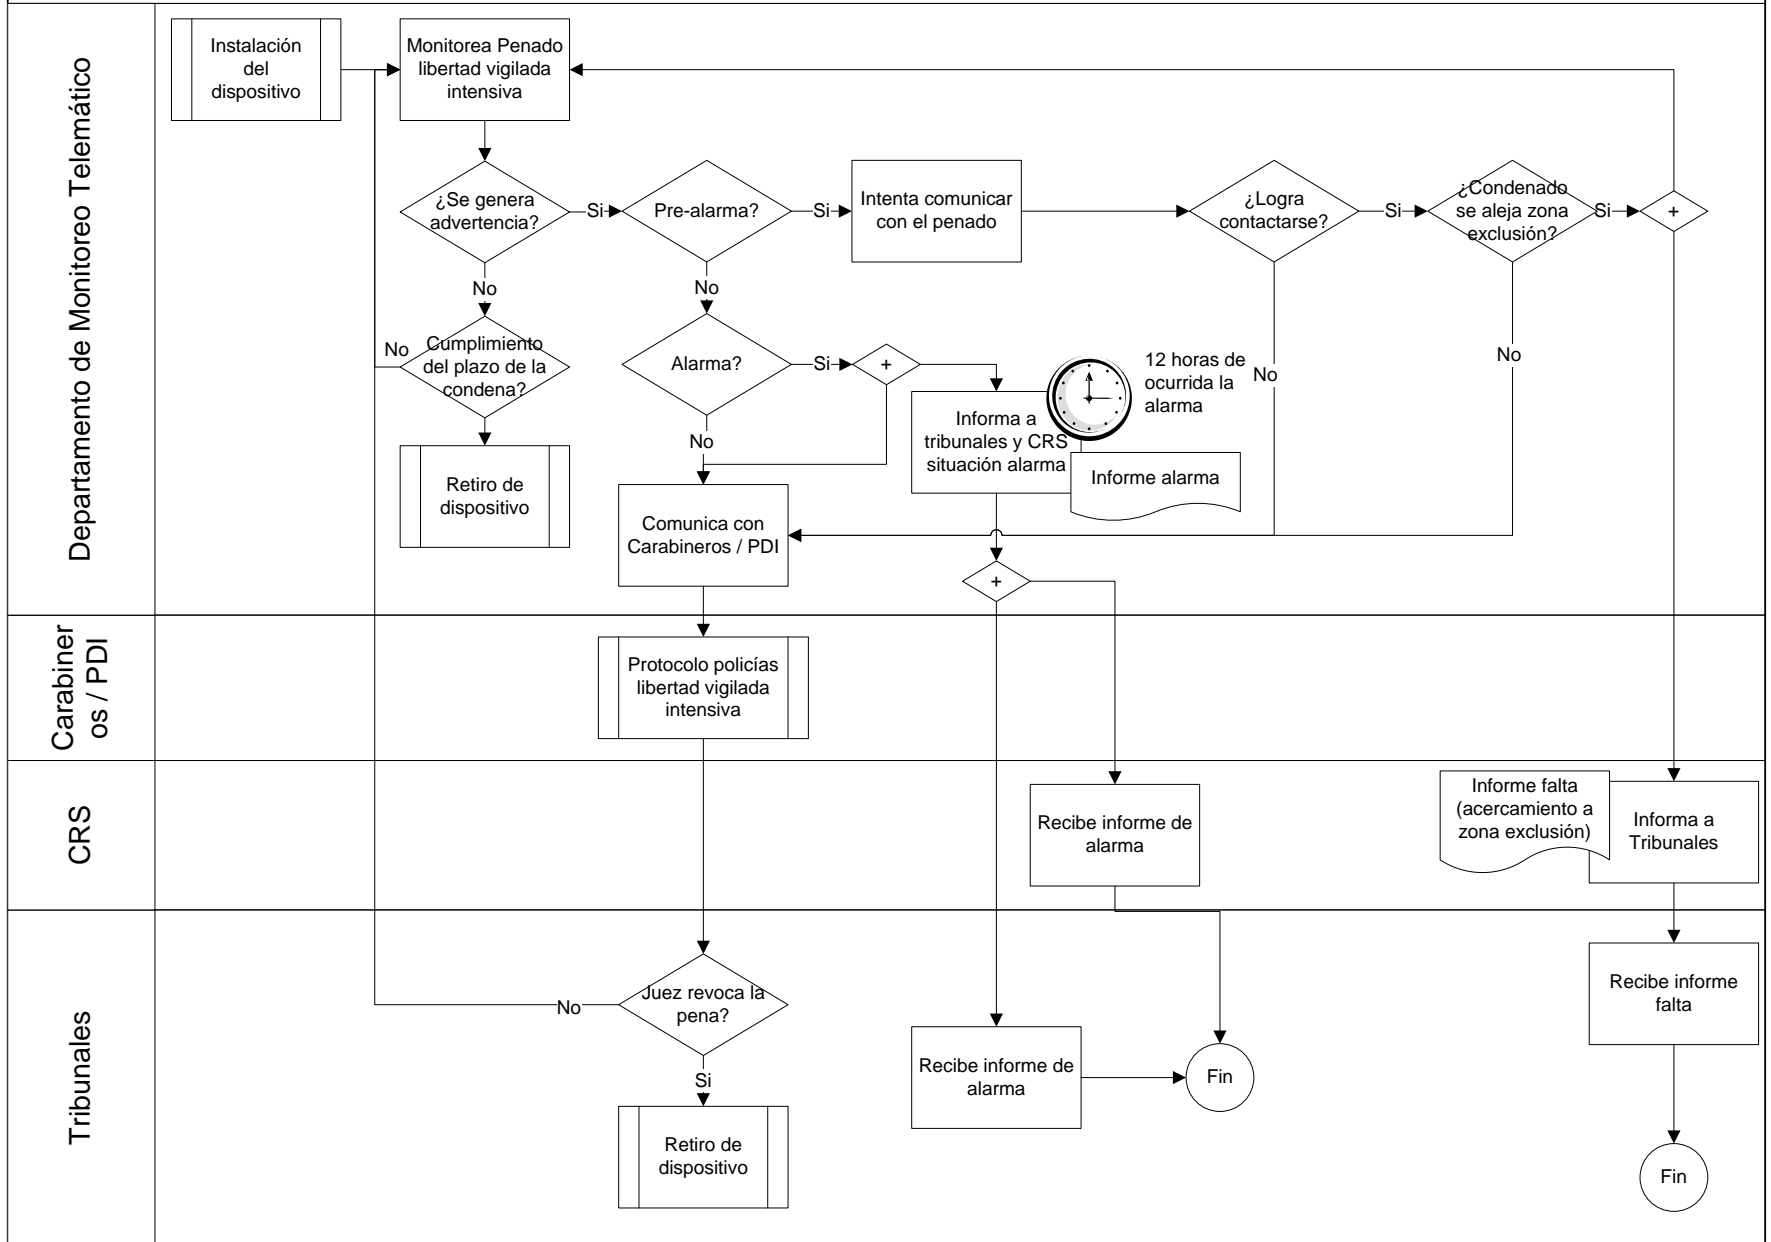 Departamento de Monitoreo Telemático
Instalación
del
dispositivo
Monitorea Penado
libertad vigilada
intensiva
¿Se genera
advertencia?
Si
Pre-alarma?
Si
Intenta comunicar
con el penado
¿Logra
contactarse?
Si
¿Condenado
se aleja zona
exclusión?
Si
+
No
No
No
Cumplimiento
del plazo de la
condena?
Alarma?
Si
+
12 horas de
ocurrida la
alarma
No
No
Informa a
tribunales y CRS
situación alarma
Informe alarma
No
Retiro de
dispositivo
Comunica con
Carabineros / PDI
+
Carabiner
os / PDI
Protocolo policías
libertad vigilada
intensiva
CRS
Recibe informe de
alarma
Informe falta
(acercamiento a
zona exclusión)
Informa a
Tribunales
Tribunales
Juez revoca la
pena?
No
Si
Retiro de
dispositivo
Recibe informe de
alarma
Fin
Recibe informe
falta
Fin